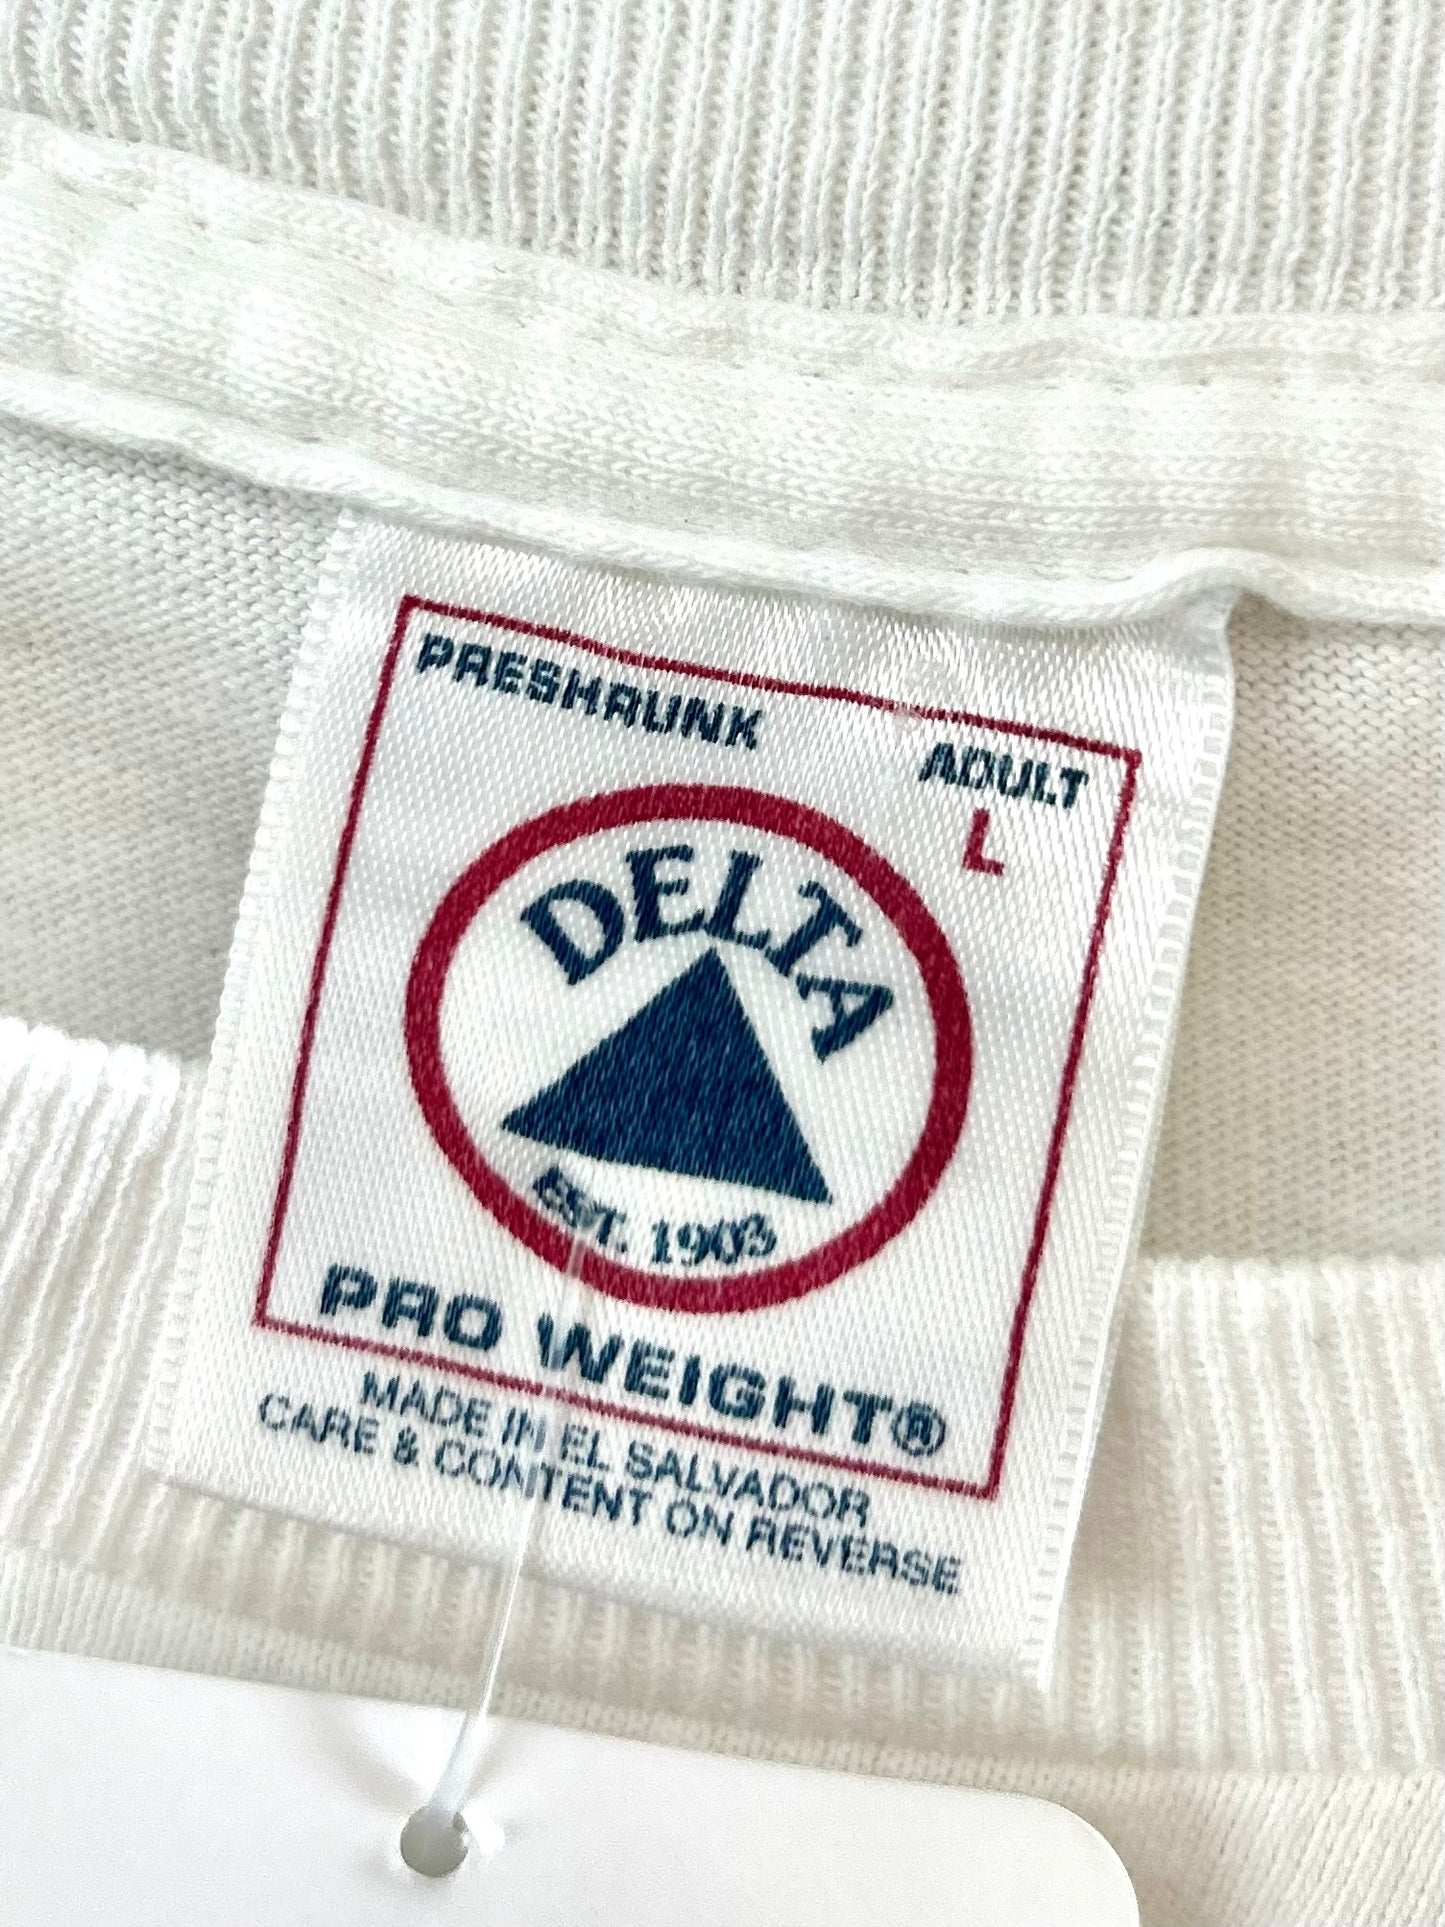 PRESHRUNK
ADULT
L
DELTA
EST. 1903
PRO WEIGHT®
MADE IN EL SALVADOR
CARE & CONTENT ON REVERSE